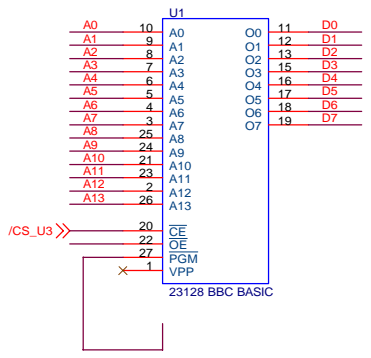 U1
A0 10 A0 O0 11 D0
A1 9 A1 O1 12 D1
A2 8 A2 O2 13 D2
A3 7 A3 O3 15 D3
A4 6 A4 O4 16 D4
A5 5 A5 O5 17 D5
A6 4 A6 O6 18 D6
A7 3 A7 O7 19 D7
A8 25 A8
A9 24 A9
A10 21 A10
A11 23 A11
A12 2 A12
A13 26 A13
/CS_U3 20 CE
22 OE
27 PGM
1 VPP
23128 BBC BASIC